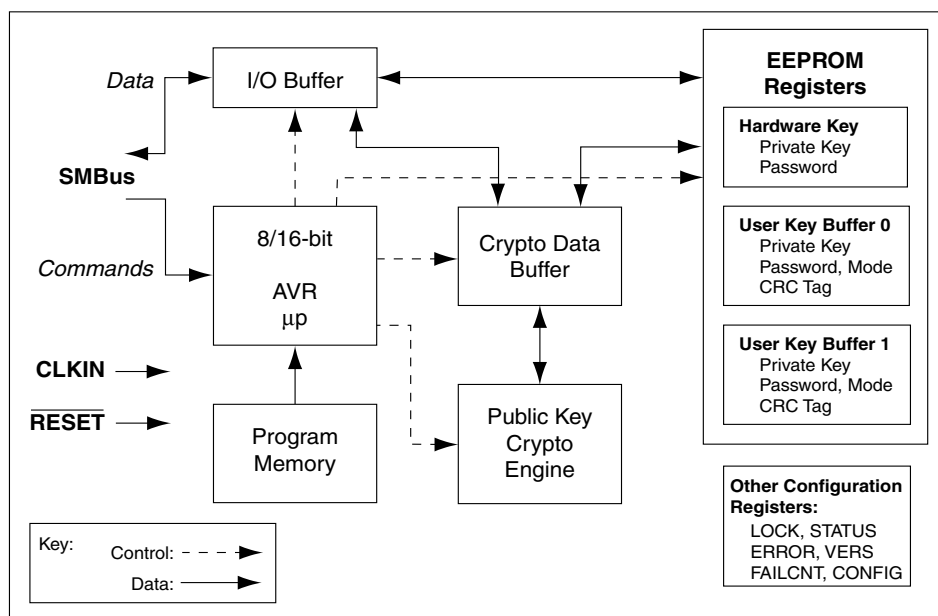 Data
I/O Buffer
SMBus
Commands
8/16-bit
AVR
μp
Crypto Data
Buffer
CLKIN
RESET
Program
Memory
Public Key
Crypto
Engine
EEPROM
Registers
Hardware Key
Private Key
Password
User Key Buffer 0
Private Key
Password, Mode
CRC Tag
User Key Buffer 1
Private Key
Password, Mode
CRC Tag
Other Configuration
Registers:
LOCK, STATUS
ERROR, VERS
FAILCNT, CONFIG
Key:
Control:
Data: